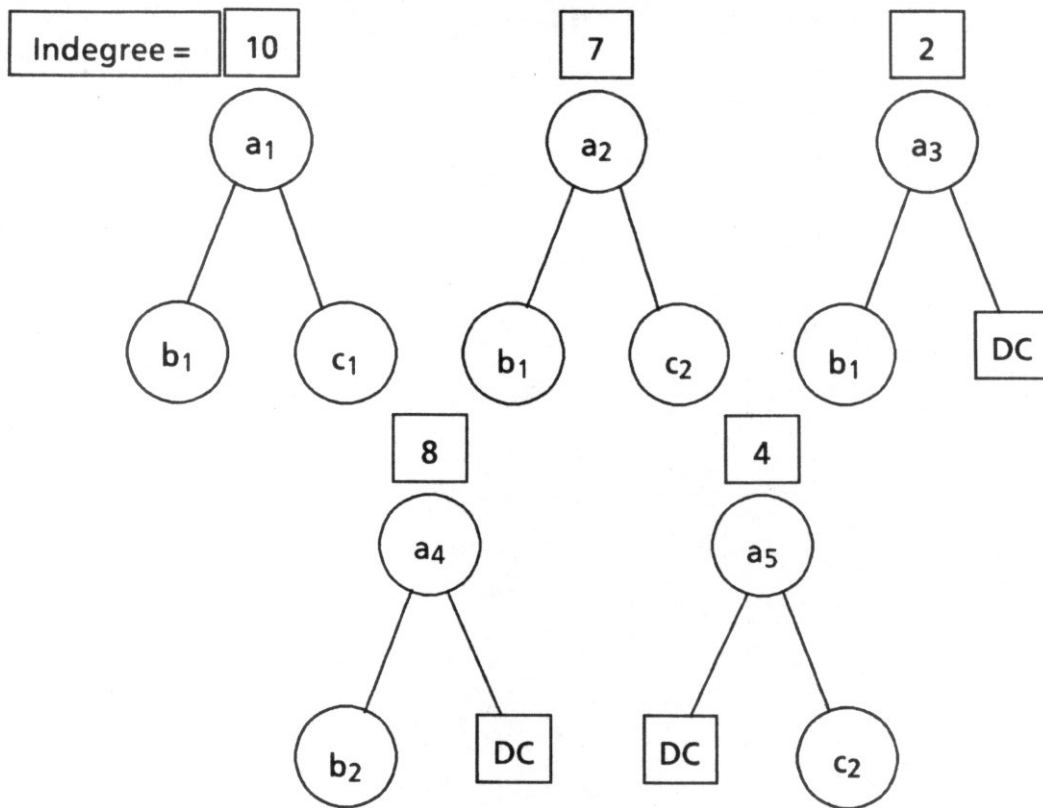 Indegree = 10 7 2
a1 a2 a3
b1 c1 b1 c2 b1 DC
8 4
a4 a5
b2 DC DC c2